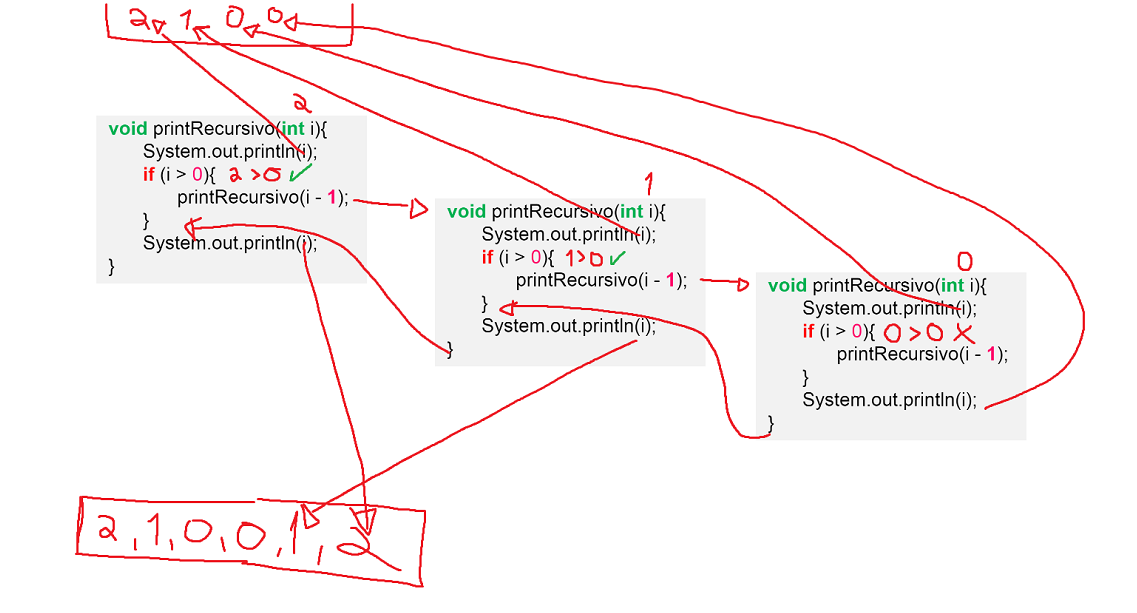 2 1 0 0
2
void printRecursivo(int i){
System.out.println(i);
if (i > 0){ 2 > 0 ✓
printRecursivo(i - 1);
}
System.out.println(i);
}
1
void printRecursivo(int i){
System.out.println(i);
if (i > 0){ 1 > 0 ✓
printRecursivo(i - 1);
}
System.out.println(i);
}
0
void printRecursivo(int i){
System.out.println(i);
if (i > 0){ 0 > 0 X
printRecursivo(i - 1);
}
System.out.println(i);
}
2, 1, 0, 0, 1, 2